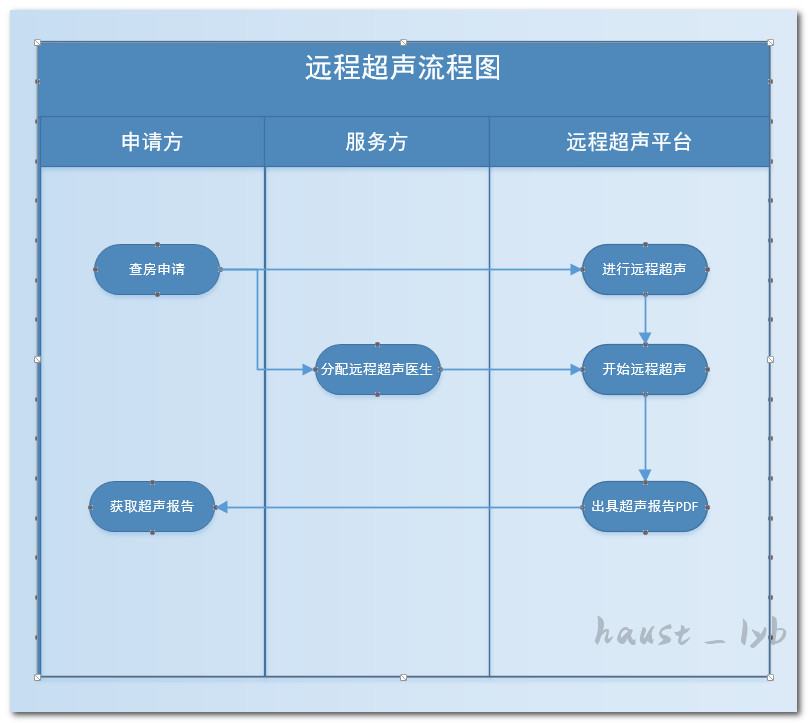 远程超声流程图
申请方
服务方
远程超声平台
查房申请
进行远程超声
分配远程超声医生
开始远程超声
获取超声报告
出具超声报告PDF
haust _ lyb